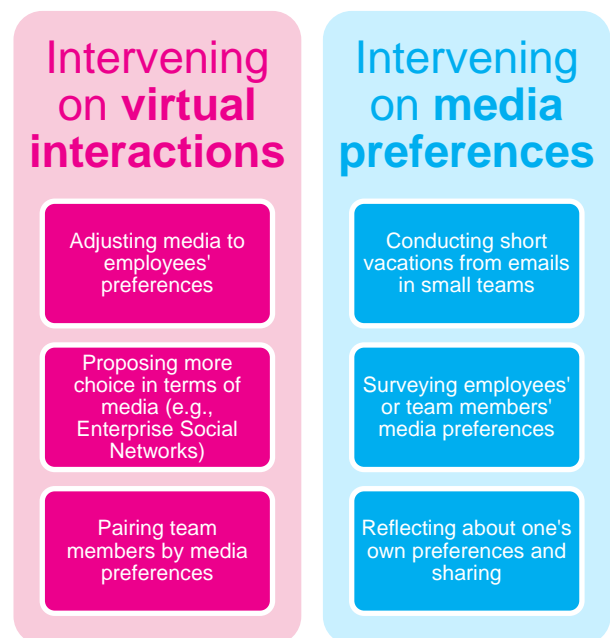 Intervening
on virtual
interactions
Adjusting media to
employees'
preferences
Proposing more
choice in terms of
media (e.g.,
Enterprise Social
Networks)
Pairing team
members by media
preferences
Intervening
on media
preferences
Conducting short
vacations from emails
in small teams
Surveying employees'
or team members'
media preferences
Reflecting about one's
own preferences and
sharing